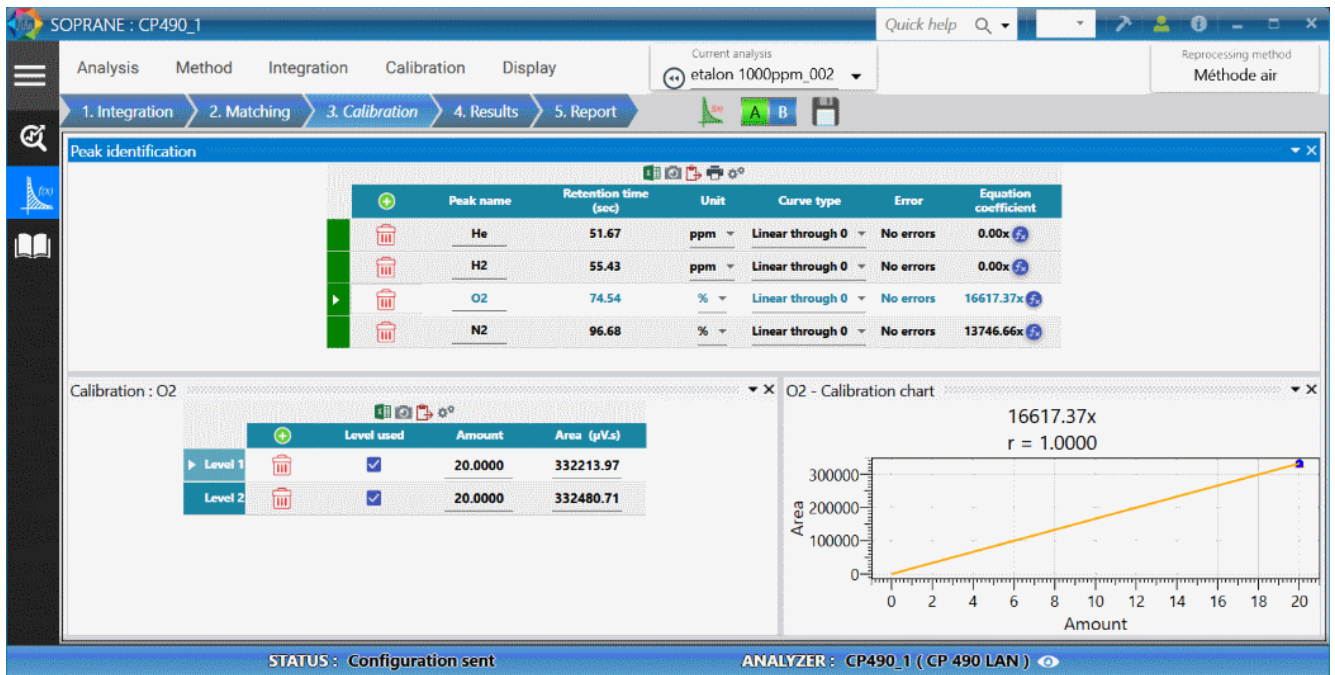 SOPRANE : CP490_1
Quick help
Analysis Method Integration Calibration Display
Current analysis
etalon 1000ppm_002
Reprocessing method
Méthode air
1. Integration 2. Matching 3. Calibration 4. Results 5. Report
f(x)
A B
Peak identification
f(x)
Peak name Retention time (sec) Unit Curve type Error Equation coefficient
He 51.67 ppm Linear through 0 No errors 0.00x
H2 55.43 ppm Linear through 0 No errors 0.00x
O2 74.54 % Linear through 0 No errors 16617.37x
N2 96.68 % Linear through 0 No errors 13746.66x
Calibration : O2
Level used Amount Area (µV.s)
Level 1 20.0000 332213.97
Level 2 20.0000 332480.71
O2 - Calibration chart
16617.37x
r = 1.0000
Area
300000
200000
100000
0
0 2 4 6 8 10 12 14 16 18 20
Amount
STATUS : Configuration sent
ANALYZER : CP490_1 ( CP 490 LAN )